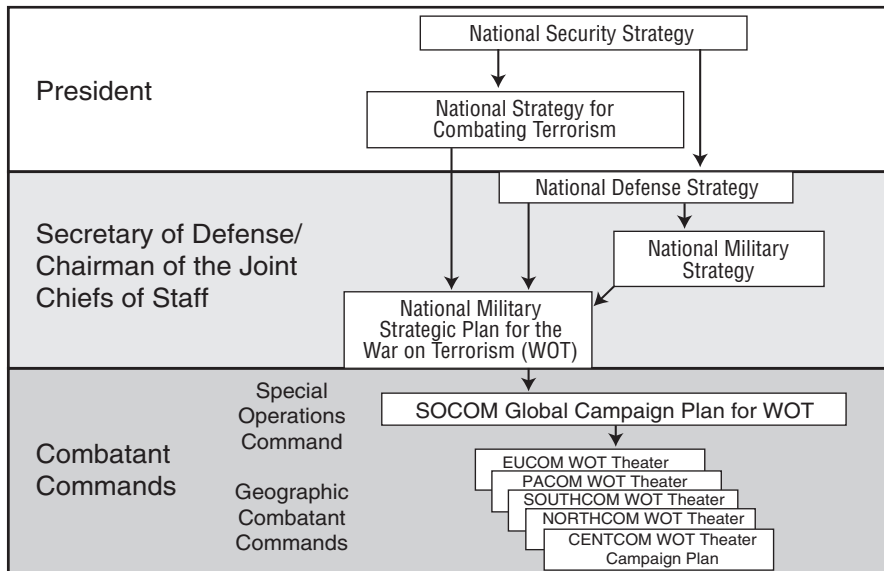 National Security Strategy
President
National Strategy for
Combating Terrorism
National Defense Strategy
Secretary of Defense/
Chairman of the Joint
Chiefs of Staff
National Military
Strategy
National Military
Strategic Plan for the
War on Terrorism (WOT)
Combatant
Commands
Special
Operations
Command
SOCOM Global Campaign Plan for WOT
Geographic
Combatant
Commands
EUCOM WOT Theater
PACOM WOT Theater
SOUTHCOM WOT Theater
NORTHCOM WOT Theater
CENTCOM WOT Theater
Campaign Plan